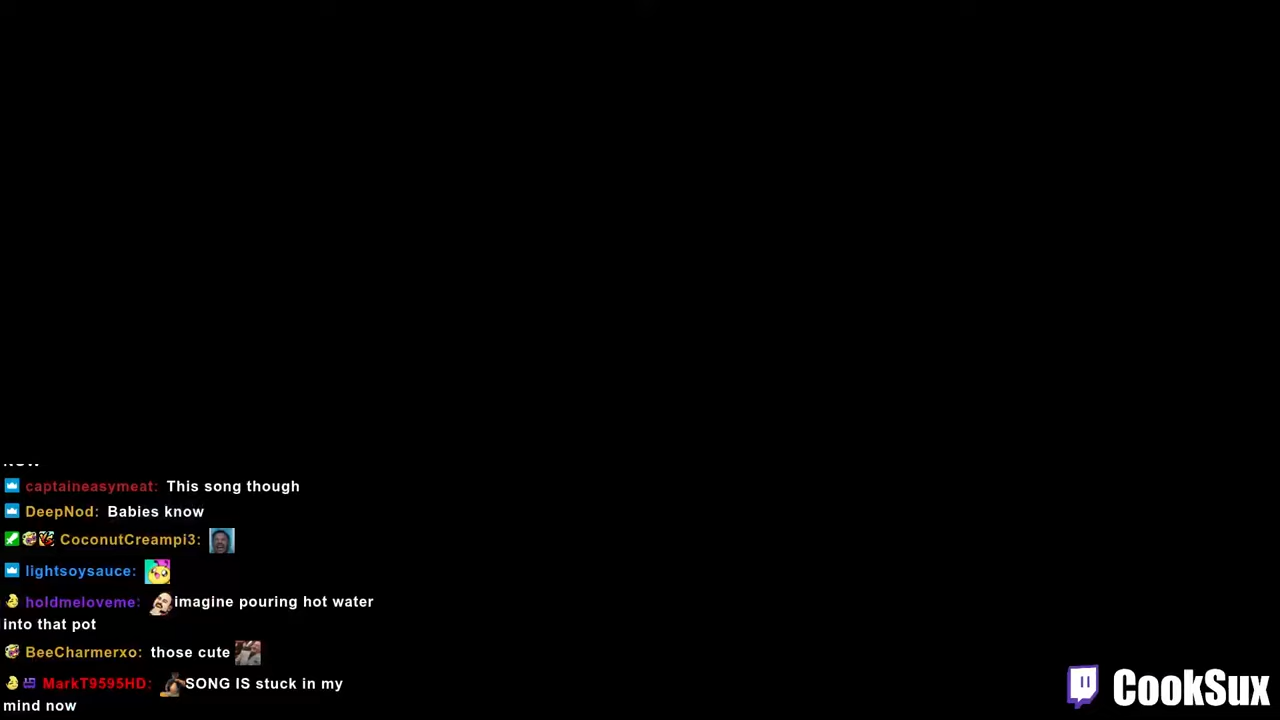 captaineasymeat: This song though
DeepNod: Babies know
CoconutCreampi3:
lightsoysauce:
holdmeloveme: imagine pouring hot water
into that pot
BeeCharmerxo: those cute
MarkT9595HD: SONG IS stuck in my
mind now
CookSux